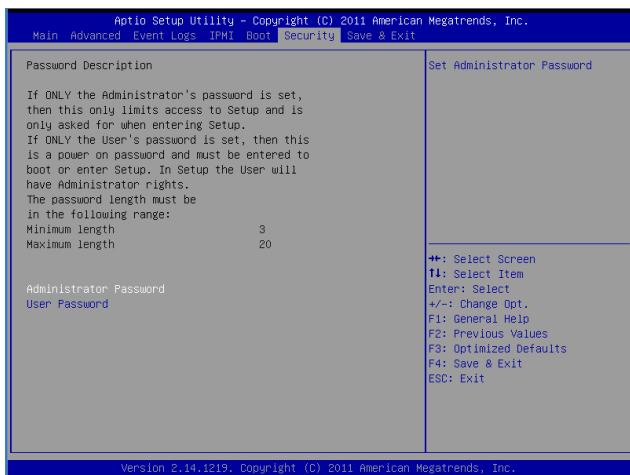 Aptio Setup Utility – Copyright (C) 2011 American Megatrends, Inc.
Main Advanced Event Logs IPMI Boot Security Save & Exit
Password Description
If ONLY the Administrator's password is set,
then this only limits access to Setup and is
only asked for when entering Setup.
If ONLY the User's password is set, then this
is a power on password and must be entered to
boot or enter Setup. In Setup the User will
have Administrator rights.
The password length must be
in the following range:
Minimum length 3
Maximum length 20
Administrator Password
User Password
Set Administrator Password
→←: Select Screen
↑↓: Select Item
Enter: Select
+/-: Change Opt.
F1: General Help
F2: Previous Values
F3: Optimized Defaults
F4: Save & Exit
ESC: Exit
Version 2.14.1219. Copyright (C) 2011 American Megatrends, Inc.